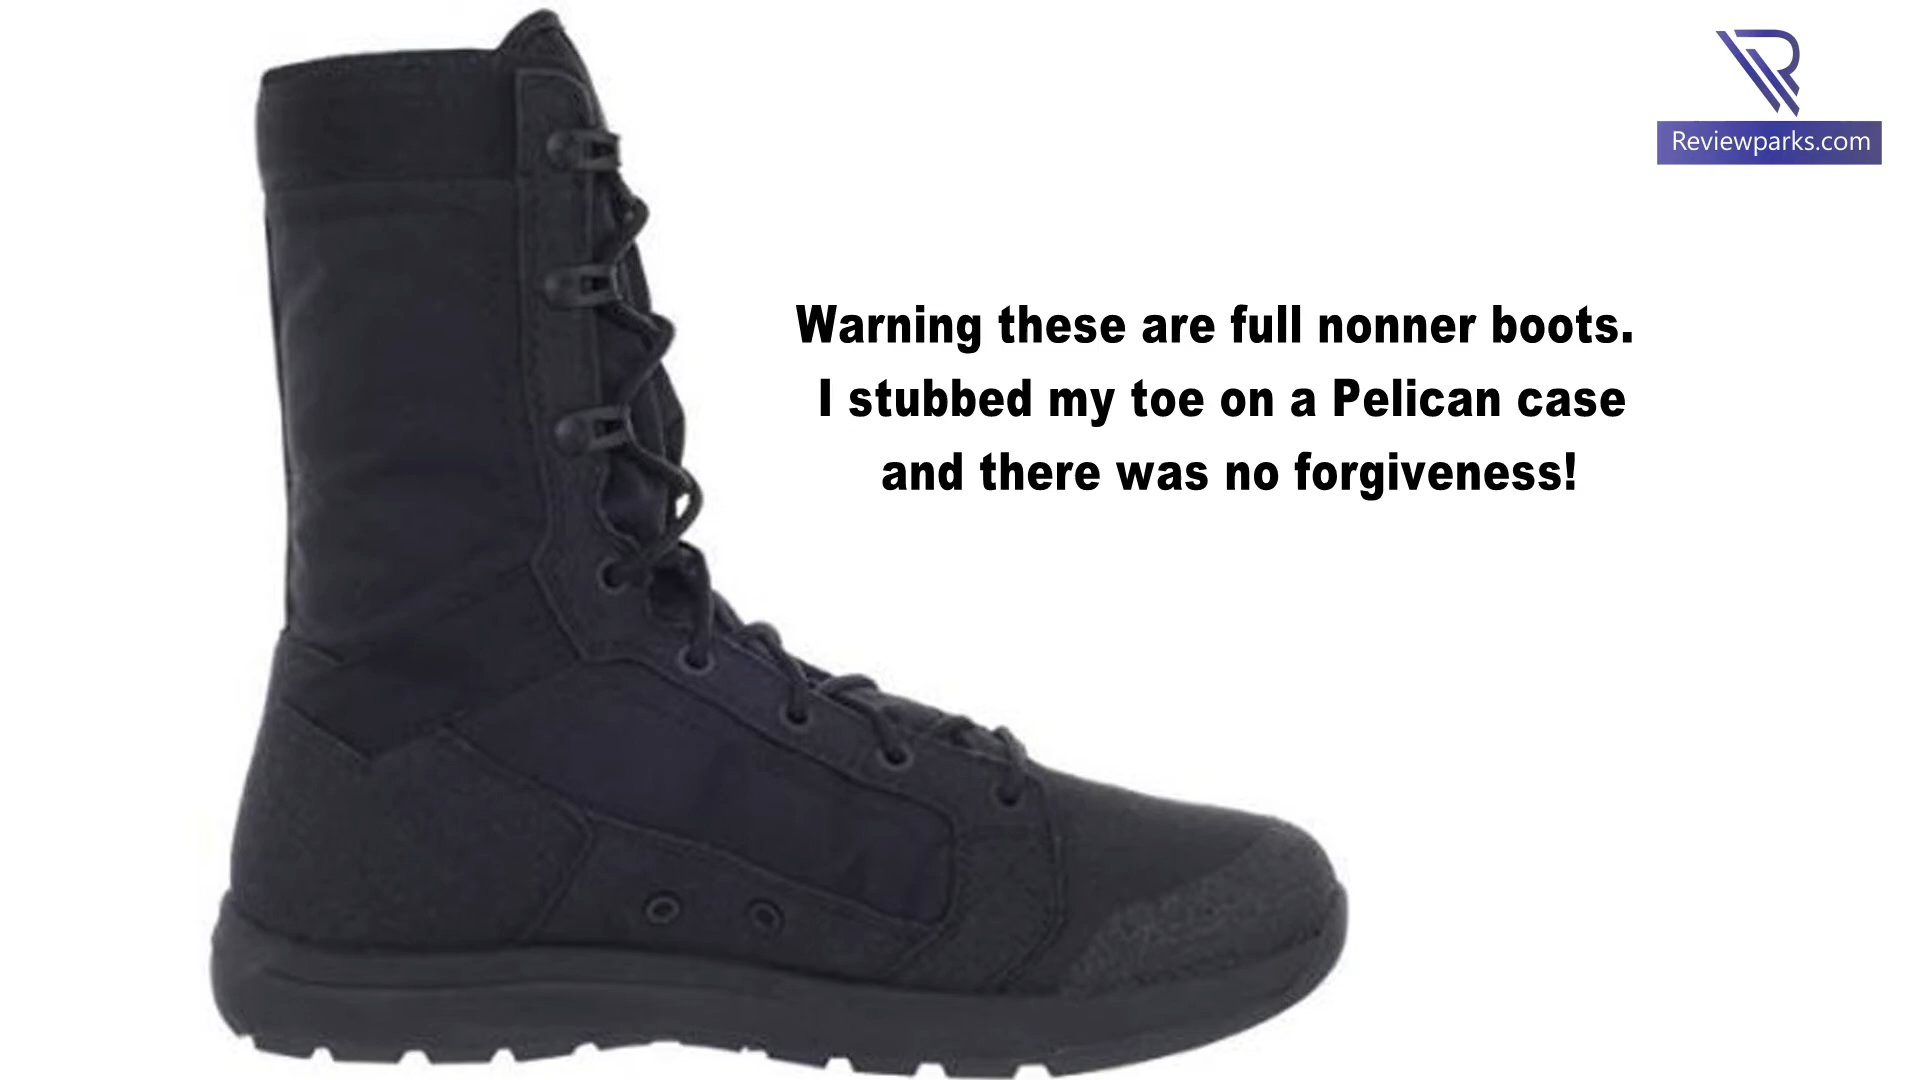 Reviewparks.com
Warning these are full nonner boots.
I stubbed my toe on a Pelican case
and there was no forgiveness!